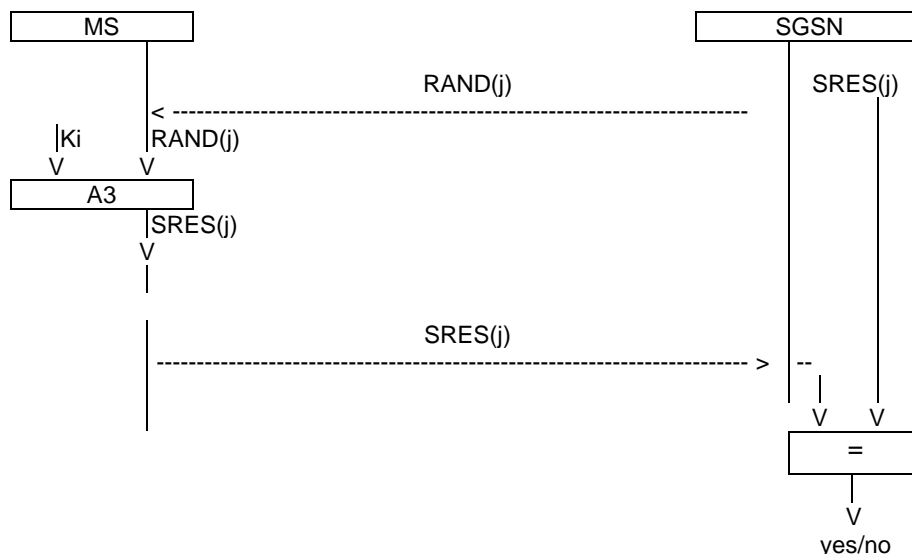 MS SGSN
RAND(j) SRES(j)
< -----------------------------------------------------------------------
Ki RAND(j)
V V
A3
SRES(j)
V
SRES(j)
----------------------------------------------------------------------- > --
V V
=
V
yes/no